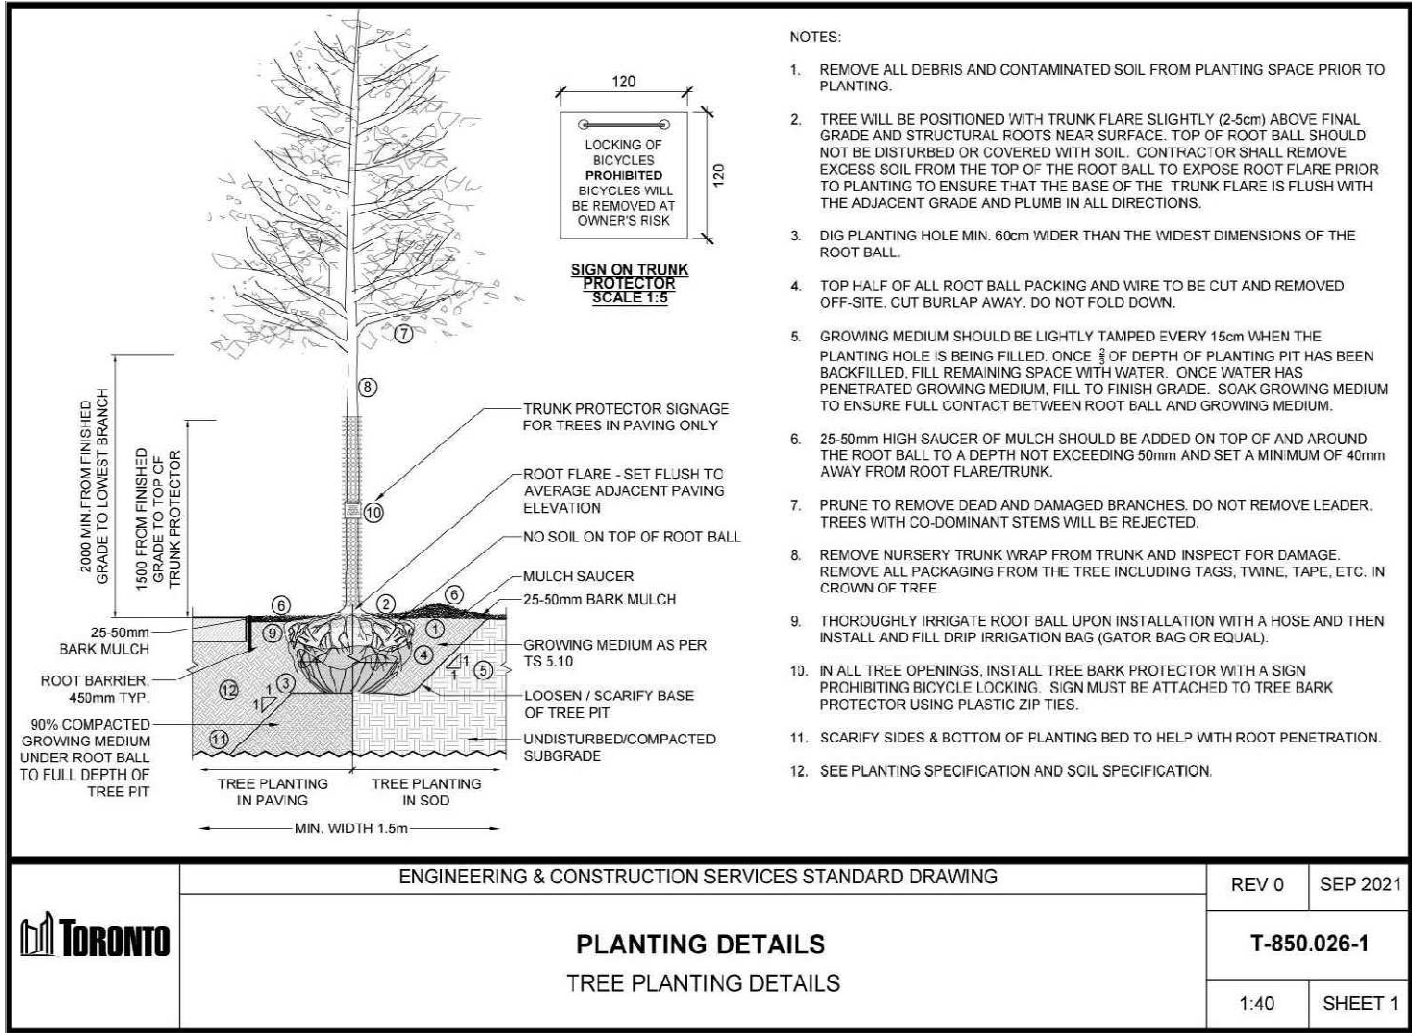 120
120
LOCKING OF
BICYCLES
PROHIBITED
BICYCLES WILL
BE REMOVED AT
OWNER'S RISK
SIGN ON TRUNK
PROTECTOR
SCALE 1:5
7
8
2000 MIN. FROM FINISHED
GRADE TO LOWEST BRANCH
1500 FROM FINISHED
GRADE TO TOP OF
TRUNK PROTECTOR
TRUNK PROTECTOR SIGNAGE
FOR TREES IN PAVING ONLY
ROOT FLARE - SET FLUSH TO
AVERAGE ADJACENT PAVING
ELEVATION
10
NO SOIL ON TOP OF ROOT BALL
MULCH SAUCER
25-50mm BARK MULCH
6
2
6
9
1
4
5
3
12
11
1
1
1
1
25-50mm
BARK MULCH
ROOT BARRIER.
450mm TYP.
90% COMPACTED
GROWING MEDIUM
UNDER ROOT BALL
TO FULL DEPTH OF
TREE PIT
GROWING MEDIUM AS PER
TS 5.10
LOOSEN / SCARIFY BASE
OF TREE PIT
UNDISTURBED/COMPACTED
SUBGRADE
TREE PLANTING
IN PAVING
TREE PLANTING
IN SOD
MIN. WIDTH 1.5m
NOTES:
1. REMOVE ALL DEBRIS AND CONTAMINATED SOIL FROM PLANTING SPACE PRIOR TO
PLANTING.
2. TREE WILL BE POSITIONED WITH TRUNK FLARE SLIGHTLY (2-5cm) ABOVE FINAL
GRADE AND STRUCTURAL ROOTS NEAR SURFACE. TOP OF ROOT BALL SHOULD
NOT BE DISTURBED OR COVERED WITH SOIL. CONTRACTOR SHALL REMOVE
EXCESS SOIL FROM THE TOP OF THE ROOT BALL TO EXPOSE ROOT FLARE PRIOR
TO PLANTING TO ENSURE THAT THE BASE OF THE TRUNK FLARE IS FLUSH WITH
THE ADJACENT GRADE AND PLUMB IN ALL DIRECTIONS.
3. DIG PLANTING HOLE MIN. 60cm WIDER THAN THE WIDEST DIMENSIONS OF THE
ROOT BALL.
4. TOP HALF OF ALL ROOT BALL PACKING AND WIRE TO BE CUT AND REMOVED
OFF-SITE. CUT BURLAP AWAY. DO NOT FOLD DOWN.
5. GROWING MEDIUM SHOULD BE LIGHTLY TAMPED EVERY 15cm WHEN THE
PLANTING HOLE IS BEING FILLED. ONCE OF DEPTH OF PLANTING PIT HAS BEEN
BACKFILLED, FILL REMAINING SPACE WITH WATER. ONCE WATER HAS
PENETRATED GROWING MEDIUM, FILL TO FINISH GRADE. SOAK GROWING MEDIUM
TO ENSURE FULL CONTACT BETWEEN ROOT BALL AND GROWING MEDIUM.
6. 25-50mm HIGH SAUCER OF MULCH SHOULD BE ADDED ON TOP OF AND AROUND
THE ROOT BALL TO A DEPTH NOT EXCEEDING 50mm AND SET A MINIMUM OF 40mm
AWAY FROM ROOT FLARE/TRUNK.
7. PRUNE TO REMOVE DEAD AND DAMAGED BRANCHES. DO NOT REMOVE LEADER.
TREES WITH CO-DOMINANT STEMS WILL BE REJECTED.
8. REMOVE NURSERY TRUNK WRAP FROM TRUNK AND INSPECT FOR DAMAGE.
REMOVE ALL PACKAGING FROM THE TREE INCLUDING TAGS, TWINE, TAPE, ETC. IN
CROWN OF TREE.
9. THOROUGHLY IRRIGATE ROOT BALL UPON INSTALLATION WITH A HOSE AND THEN
INSTALL AND FILL DRIP IRRIGATION BAG (GATOR BAG OR EQUAL).
10. IN ALL TREE OPENINGS, INSTALL TREE BARK PROTECTOR WITH A SIGN
PROHIBITING BICYCLE LOCKING. SIGN MUST BE ATTACHED TO TREE BARK
PROTECTOR USING PLASTIC ZIP TIES.
11. SCARIFY SIDES & BOTTOM OF PLANTING BED TO HELP WITH ROOT PENETRATION.
12. SEE PLANTING SPECIFICATION AND SOIL SPECIFICATION.
TORONTO
ENGINEERING & CONSTRUCTION SERVICES STANDARD DRAWING
PLANTING DETAILS
TREE PLANTING DETAILS
REV 0
SEP 2021
T-850.026-1
1:40
SHEET 1